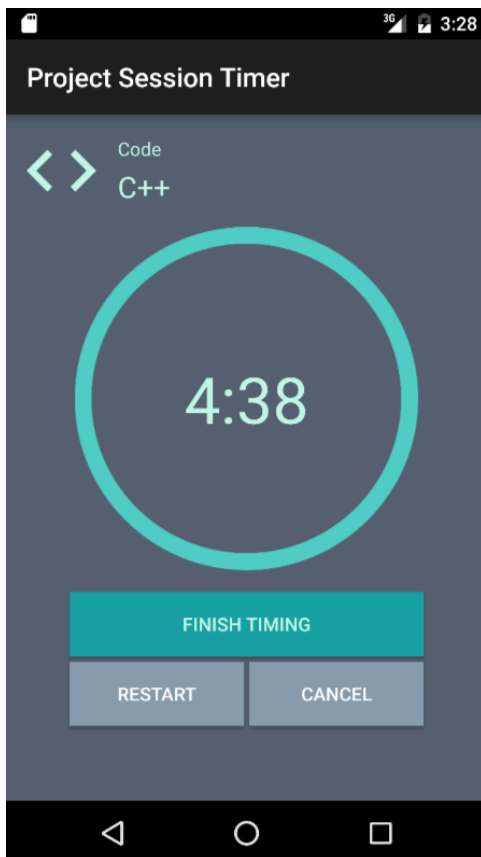 3G 3:28
Project Session Timer
Code
C++
4:38
FINISH TIMING
RESTART CANCEL